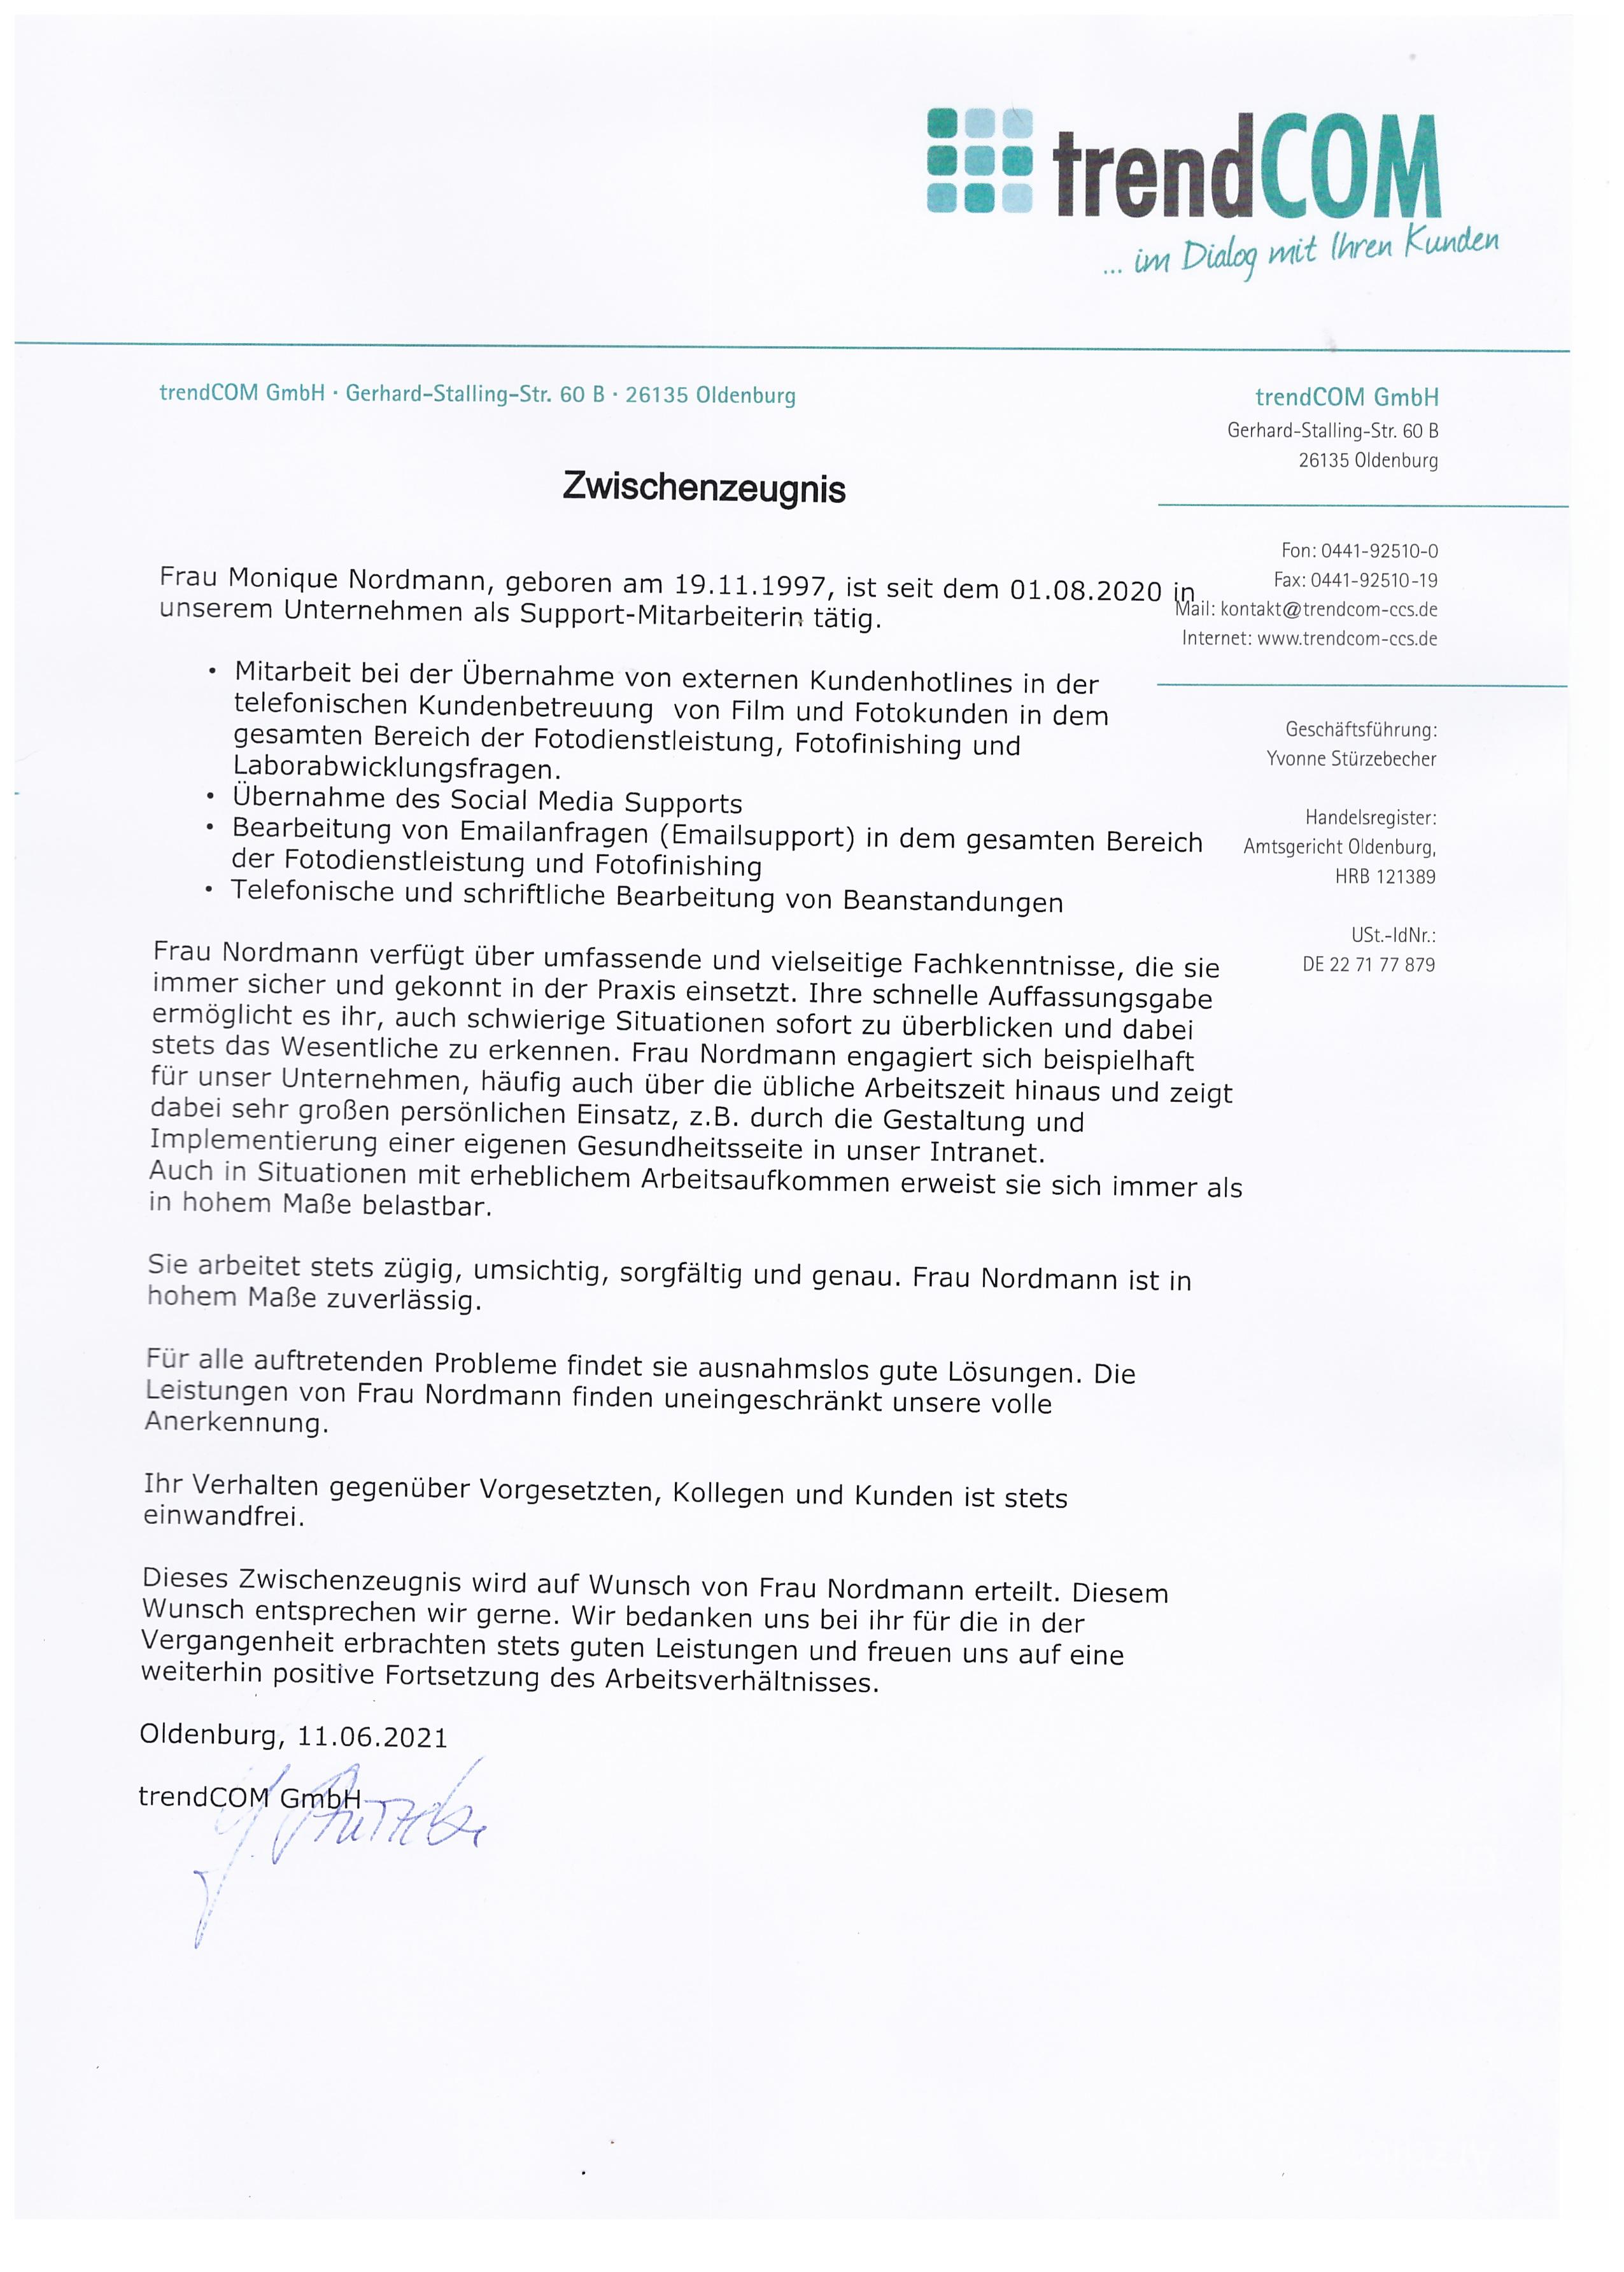 trendCOM
... im Dialog mit Ihren Kunden
trendCOM GmbH · Gerhard-Stalling-Str. 60 B · 26135 Oldenburg
trendCOM GmbH
Gerhard-Stalling-Str. 60 B
26135 Oldenburg
Fon: 0441-92510-0
Fax: 0441-92510-19
Mail: kontakt@trendcom-ccs.de
Internet: www.trendcom-ccs.de
Geschäftsführung:
Yvonne Stürzebecher
Handelsregister:
Amtsgericht Oldenburg,
HRB 121389
USt.-IdNr.:
DE 22 71 77 879
Zwischenzeugnis
Frau Monique Nordmann, geboren am 19.11.1997, ist seit dem 01.08.2020 in
unserem Unternehmen als Support-Mitarbeiterin tätig.
• Mitarbeit bei der Übernahme von externen Kundenhotlines in der
telefonischen Kundenbetreuung von Film und Fotokunden in dem
gesamten Bereich der Fotodienstleistung, Fotofinishing und
Laborabwicklungsfragen.
• Übernahme des Social Media Supports
• Bearbeitung von Emailanfragen (Emailsupport) in dem gesamten Bereich
der Fotodienstleistung und Fotofinishing
• Telefonische und schriftliche Bearbeitung von Beanstandungen
Frau Nordmann verfügt über umfassende und vielseitige Fachkenntnisse, die sie
immer sicher und gekonnt in der Praxis einsetzt. Ihre schnelle Auffassungsgabe
ermöglicht es ihr, auch schwierige Situationen sofort zu überblicken und dabei
stets das Wesentliche zu erkennen. Frau Nordmann engagiert sich beispielhaft
für unser Unternehmen, häufig auch über die übliche Arbeitszeit hinaus und zeigt
dabei sehr großen persönlichen Einsatz, z.B. durch die Gestaltung und
Implementierung einer eigenen Gesundheitsseite in unser Intranet.
Auch in Situationen mit erheblichem Arbeitsaufkommen erweist sie sich immer als
in hohem Maße belastbar.
Sie arbeitet stets zügig, umsichtig, sorgfältig und genau. Frau Nordmann ist in
hohem Maße zuverlässig.
Für alle auftretenden Probleme findet sie ausnahmslos gute Lösungen. Die
Leistungen von Frau Nordmann finden uneingeschränkt unsere volle
Anerkennung.
Ihr Verhalten gegenüber Vorgesetzten, Kollegen und Kunden ist stets
einwandfrei.
Dieses Zwischenzeugnis wird auf Wunsch von Frau Nordmann erteilt. Diesem
Wunsch entsprechen wir gerne. Wir bedanken uns bei ihr für die in der
Vergangenheit erbrachten stets guten Leistungen und freuen uns auf eine
weiterhin positive Fortsetzung des Arbeitsverhältnisses.
Oldenburg, 11.06.2021
trendCOM GmbH